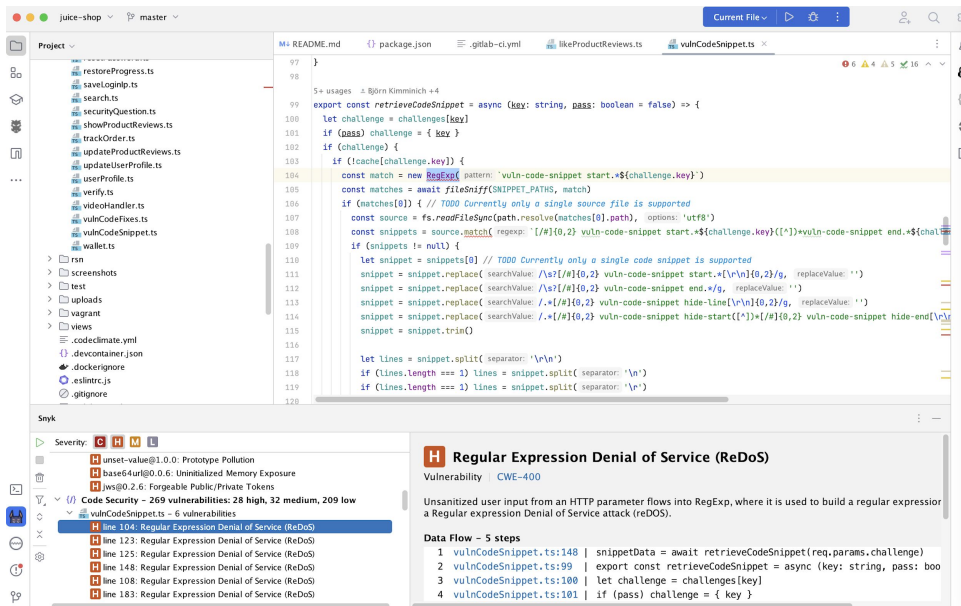 juice-shop
master
Current File
Project
M↓ README.md
{} package.json
.gitlab-ci.yml
likeProductReviews.ts
vulnCodeSnippet.ts
restoreProgress.ts
saveLoginIp.ts
search.ts
securityQuestion.ts
showProductReviews.ts
trackOrder.ts
updateProductReviews.ts
updateUserProfile.ts
userProfile.ts
verify.ts
videoHandler.ts
vulnCodeFixes.ts
vulnCodeSnippet.ts
wallet.ts
rsn
screenshots
test
uploads
vagrant
views
.codeclimate.yml
{} .devcontainer.json
.dockerignore
.eslintrc.js
.gitignore
6 4 5 16
97 }
98
5+ usages Björn Kimminich +4
99 export const retrieveCodeSnippet = async (key: string, pass: boolean = false) => {
100 let challenge = challenges[key]
101 if (pass) challenge = { key }
102 if (challenge) {
103 if (!cache[challenge.key]) {
104 const match = new RegExp( pattern: `vuln-code-snippet start.*${challenge.key}`)
105 const matches = await fileSniff(SNIPPET_PATHS, match)
106 if (matches[0]) { // TODO Currently only a single source file is supported
107 const source = fs.readFileSync(path.resolve(matches[0].path), options: 'utf8')
108 const snippets = source.match( regexp: `[/#]{0,2} vuln-code-snippet start.*${challenge.key}([^])*vuln-code-snippet end.*${chall
109 if (snippets != null) {
110 let snippet = snippets[0] // TODO Currently only a single code snippet is supported
111 snippet = snippet.replace( searchValue: /\s?[/#]{0,2} vuln-code-snippet start.*[\r\n]{0,2}/g, replaceValue: '')
112 snippet = snippet.replace( searchValue: /\s?[/#]{0,2} vuln-code-snippet end.*/g, replaceValue: '')
113 snippet = snippet.replace( searchValue: /.*[/#]{0,2} vuln-code-snippet hide-line[\r\n]{0,2}/g, replaceValue: '')
114 snippet = snippet.replace( searchValue: /.*[/#]{0,2} vuln-code-snippet hide-start([^])*[/#]{0,2} vuln-code-snippet hide-end[\r\n
115 snippet = snippet.trim()
116
117 let lines = snippet.split( separator: '\r\n')
118 if (lines.length === 1) lines = snippet.split( separator: '\n')
119 if (lines.length === 1) lines = snippet.split( separator: '\r')
120
Snyk
Severity: C H M L
H unset-value@1.0.0: Prototype Pollution
H base64url@0.0.6: Uninitialized Memory Exposure
H jws@0.2.6: Forgeable Public/Private Tokens
Code Security – 269 vulnerabilities: 28 high, 32 medium, 209 low
vulnCodeSnippet.ts – 6 vulnerabilities
H line 104: Regular Expression Denial of Service (ReDoS)
H line 123: Regular Expression Denial of Service (ReDoS)
H line 125: Regular Expression Denial of Service (ReDoS)
H line 148: Regular Expression Denial of Service (ReDoS)
H line 108: Regular Expression Denial of Service (ReDoS)
H line 183: Regular Expression Denial of Service (ReDoS)
H Regular Expression Denial of Service (ReDoS)
Vulnerability CWE-400
Unsanitized user input from an HTTP parameter flows into RegExp, where it is used to build a regular expression
a Regular expression Denial of Service attack (reDOS).
Data Flow – 5 steps
1 vulnCodeSnippet.ts:148 | snippetData = await retrieveCodeSnippet(req.params.challenge)
2 vulnCodeSnippet.ts:99 | export const retrieveCodeSnippet = async (key: string, pass: boo
3 vulnCodeSnippet.ts:100 | let challenge = challenges[key]
4 vulnCodeSnippet.ts:101 | if (pass) challenge = { key }